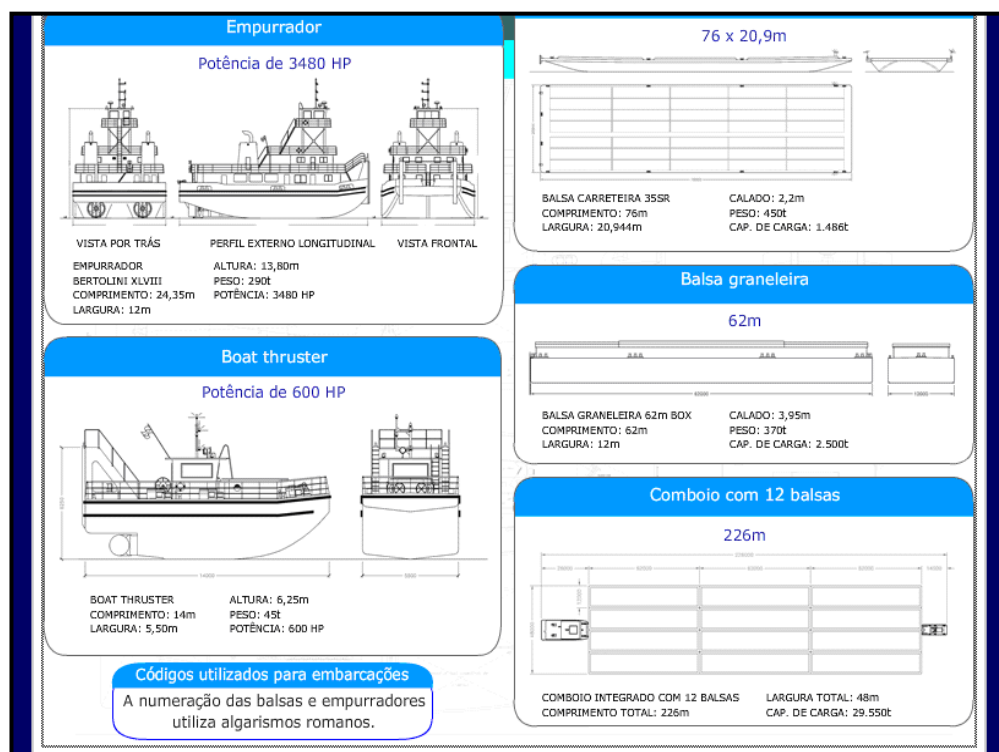 Empurrador
Potência de 3480 HP
VISTA POR TRÁS
PERFIL EXTERNO LONGITUDINAL
VISTA FRONTAL
EMPURRADOR
BERTOLINI XLVIII
COMPRIMENTO: 24,35m
LARGURA: 12m
ALTURA: 13,80m
PESO: 290t
POTÊNCIA: 3480 HP
Boat thruster
Potência de 600 HP
BOAT THRUSTER
COMPRIMENTO: 14m
LARGURA: 5,50m
ALTURA: 6,25m
PESO: 45t
POTÊNCIA: 600 HP
Códigos utilizados para embarcações
A numeração das balsas e empurradores
utiliza algarismos romanos.
76 x 20,9m
BALSA CARRETEIRA 35SR
COMPRIMENTO: 76m
LARGURA: 20,944m
CALADO: 2,2m
PESO: 450t
CAP. DE CARGA: 1.486t
Balsa graneleira
62m
BALSA GRANELEIRA 62m BOX
COMPRIMENTO: 62m
LARGURA: 12m
CALADO: 3,95m
PESO: 370t
CAP. DE CARGA: 2.500t
Comboio com 12 balsas
226m
COMBOIO INTEGRADO COM 12 BALSAS
COMPRIMENTO TOTAL: 226m
LARGURA TOTAL: 48m
CAP. DE CARGA: 29.550t